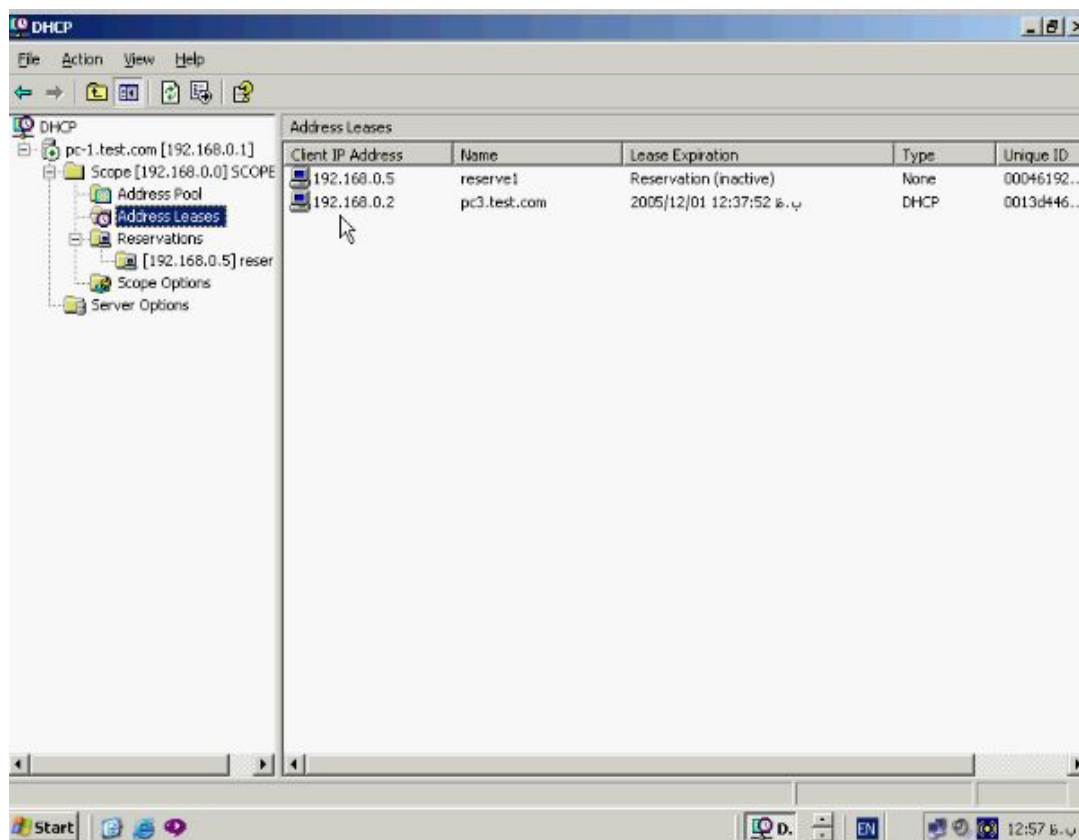 DHCP
File Action View Help
DHCP
pc-1.test.com [192.168.0.1]
Scope [192.168.0.0] SCOPE
Address Pool
Address Leases
Reservations
[192.168.0.5] reser
Scope Options
Server Options
Address Leases
Client IP Address Name Lease Expiration Type Unique ID
192.168.0.5 reserve1 Reservation (inactive) None 00046192...
192.168.0.2 pc3.test.com 2005/12/01 12:37:52 ب.ظ DHCP 0013d446...
Start D. EN 12:57 ب.ظ